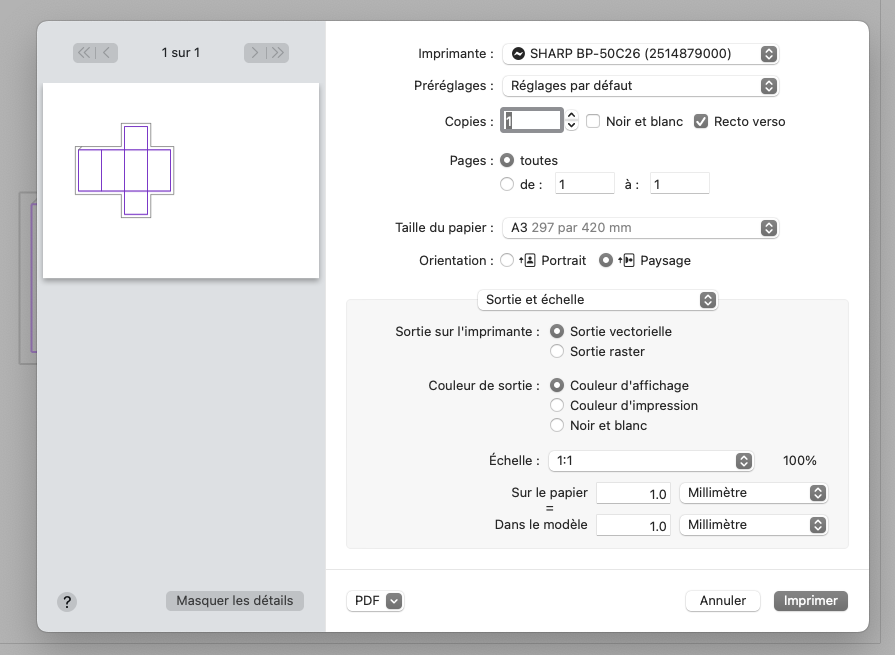 1 sur 1
Imprimante : SHARP BP-50C26 (2514879000)
Préréglages : Réglages par défaut
Copies : 1 Noir et blanc Recto verso
Pages : toutes
de : 1 à : 1
Taille du papier : A3 297 par 420 mm
Orientation : Portrait Paysage
Sortie et échelle
Sortie sur l'imprimante : Sortie vectorielle
Sortie raster
Couleur de sortie : Couleur d'affichage
Couleur d'impression
Noir et blanc
Échelle : 1:1 100%
Sur le papier 1.0 Millimètre
=
Dans le modèle 1.0 Millimètre
? Masquer les détails PDF Annuler Imprimer